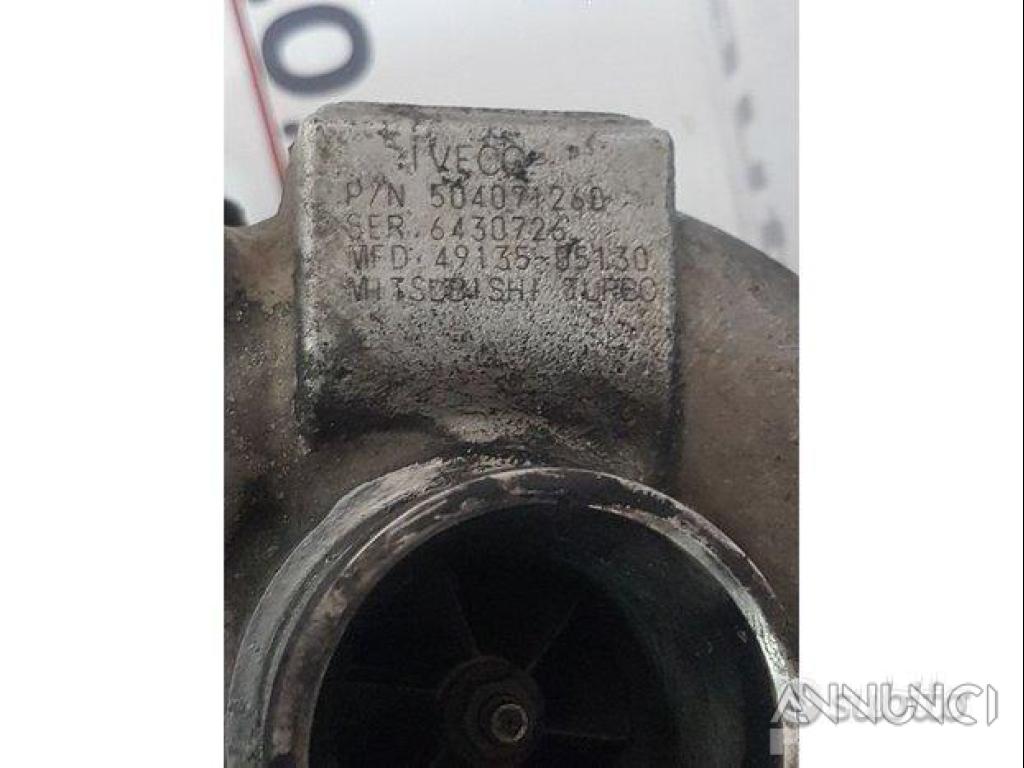 IVECO
P/N 504071260
SER. 6430726
MFD. 49135-05130
MITSUBISHI TURBO
ANNUNCI